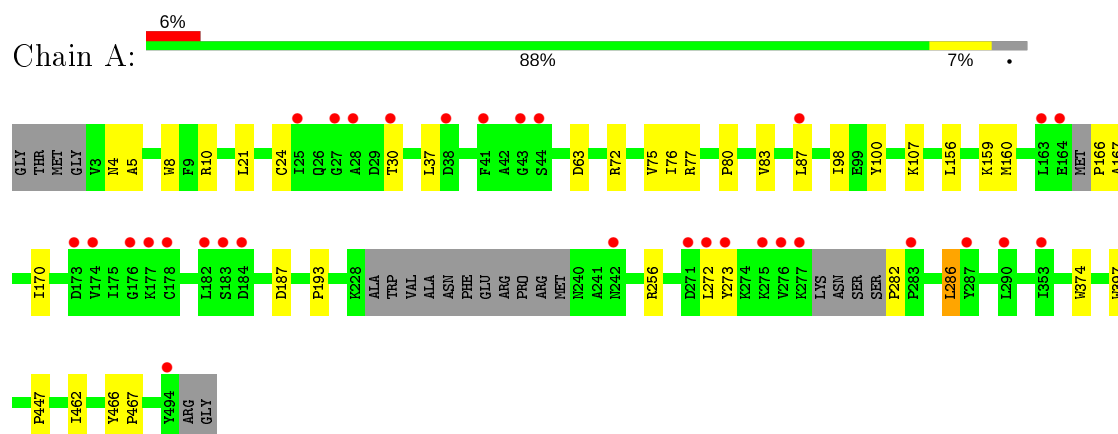 6%
Chain A:
88% 7%
GLY THR MET GLY V3 N4 A5 W8 F9 R10 L21 C24 I25 Q26 G27 A28 D29 T30 L37 D38 F41 A42 G43 S44 D63 R72 V75 I76 R77 P80 V83 L87 I98 E99 Y100 K107 L156 K159 M160 L163 E164 MET P166 A167
I170 D173 V174 I175 G176 K177 C178 L182 S183 D184 D187 P193 K228 ALA TRP VAL ALA ASN PHE GLU ARG PRO ARG MET N240 A241 N242 R256 D271 L272 Y273 K274 K275 V276 K277 LYS ASN SER SER P282 P283 L286 Y287 L290 I353 W374 W397
P447 I462 Y466 P467 Y494 ARG GLY